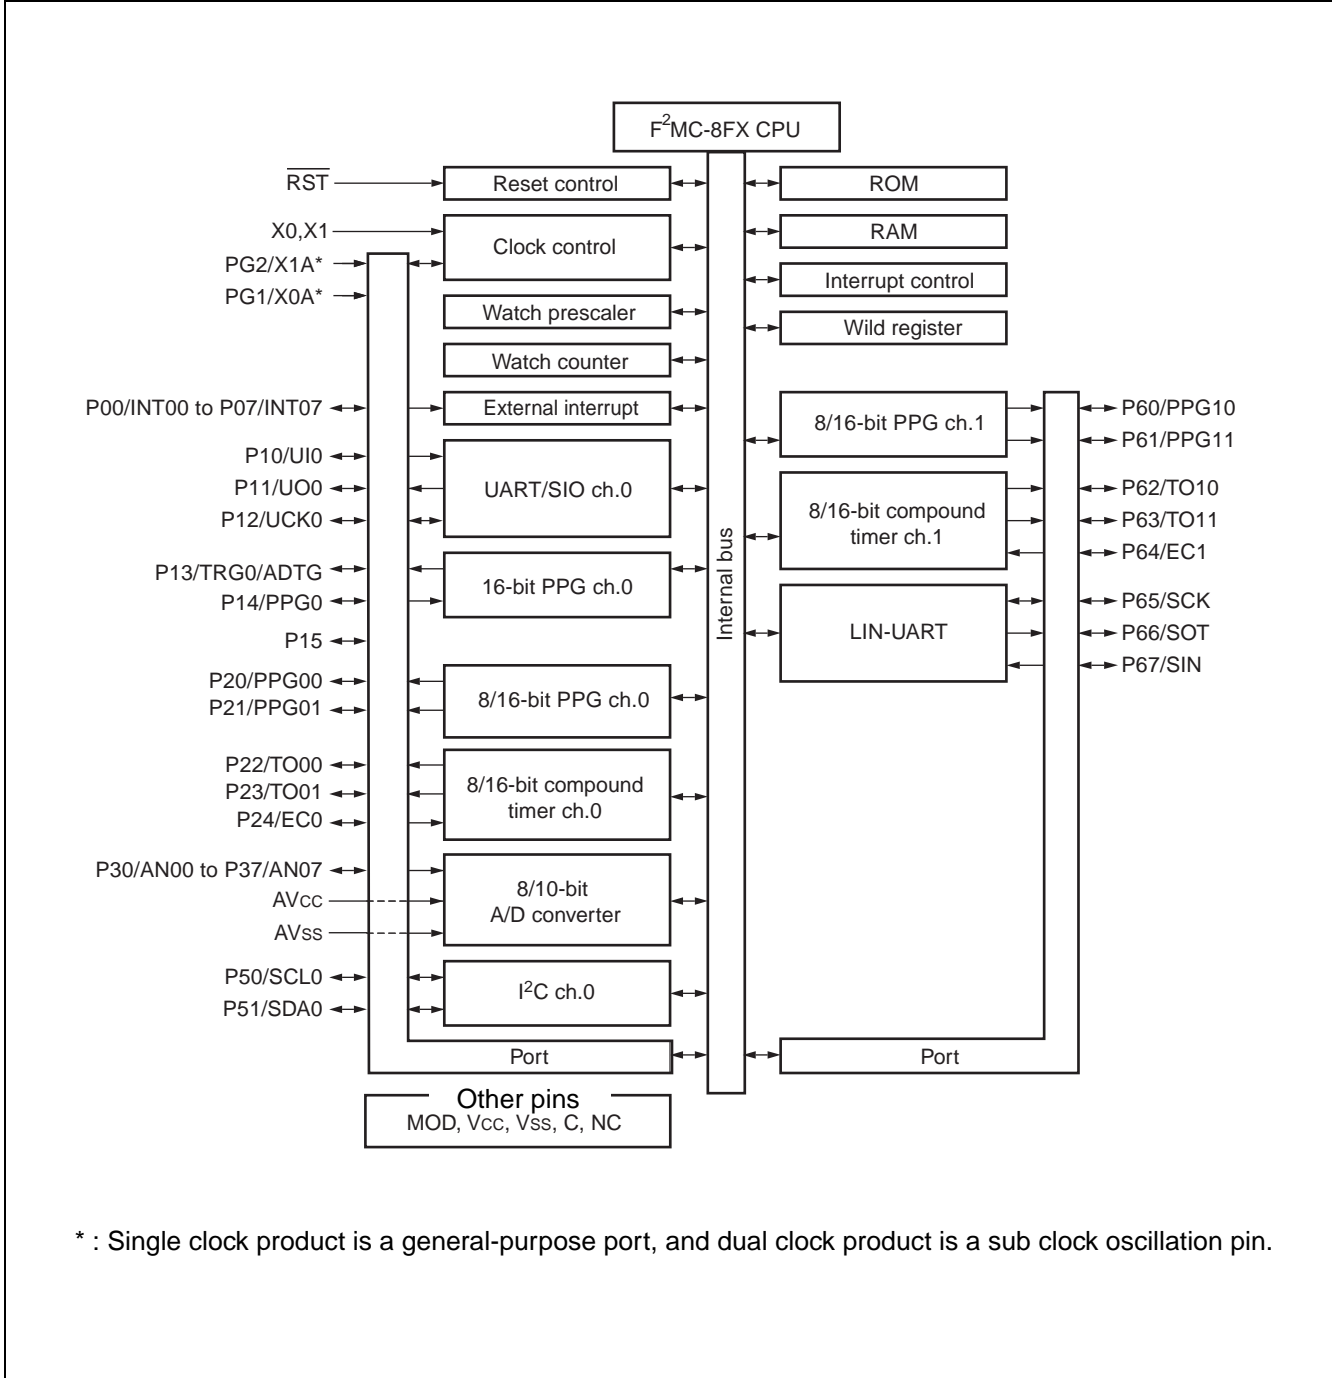 F²MC-8FX CPU
RST
Reset control
ROM
X0,X1
Clock control
RAM
PG2/X1A*
PG1/X0A*
Interrupt control
Watch prescaler
Wild register
Watch counter
P00/INT00 to P07/INT07
External interrupt
P10/UI0
P11/UO0
P12/UCK0
UART/SIO ch.0
P13/TRG0/ADTG
P14/PPG0
16-bit PPG ch.0
P15
P20/PPG00
P21/PPG01
8/16-bit PPG ch.0
P22/TO00
P23/TO01
P24/EC0
8/16-bit compound
timer ch.0
P30/AN00 to P37/AN07
AVCC
AVSS
8/10-bit
A/D converter
P50/SCL0
P51/SDA0
I²C ch.0
Port
Internal bus
8/16-bit PPG ch.1
P60/PPG10
P61/PPG11
8/16-bit compound
timer ch.1
P62/TO10
P63/TO11
P64/EC1
LIN-UART
P65/SCK
P66/SOT
P67/SIN
Port
Other pins
MOD, VCC, VSS, C, NC
* : Single clock product is a general-purpose port, and dual clock product is a sub clock oscillation pin.